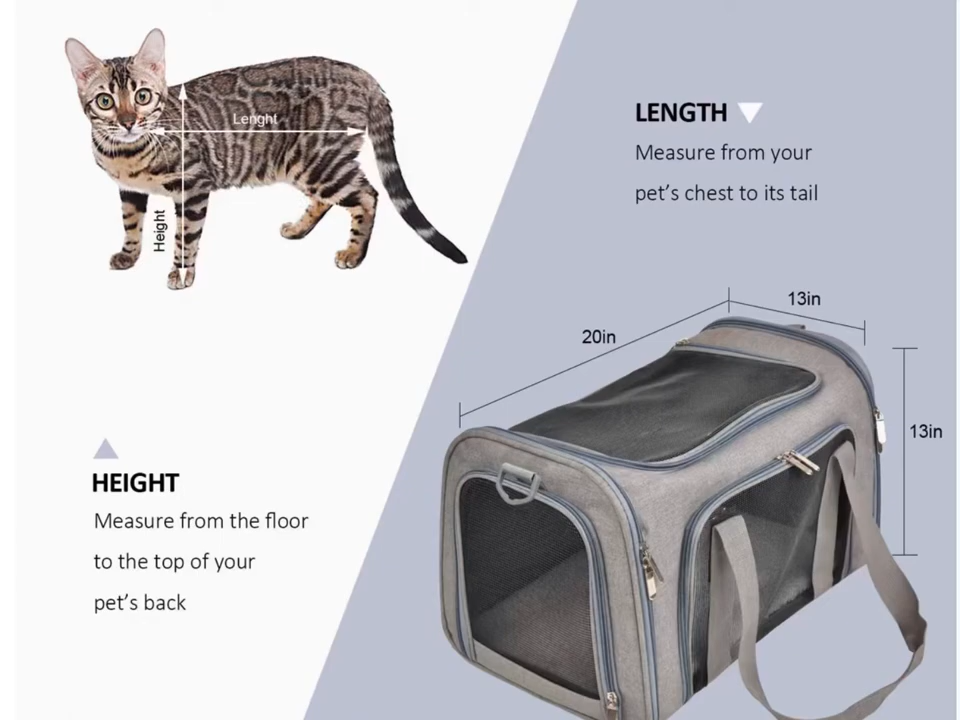 Lenght
Height
LENGTH
Measure from your
pet's chest to its tail
20in
13in
13in
HEIGHT
Measure from the floor
to the top of your
pet's back